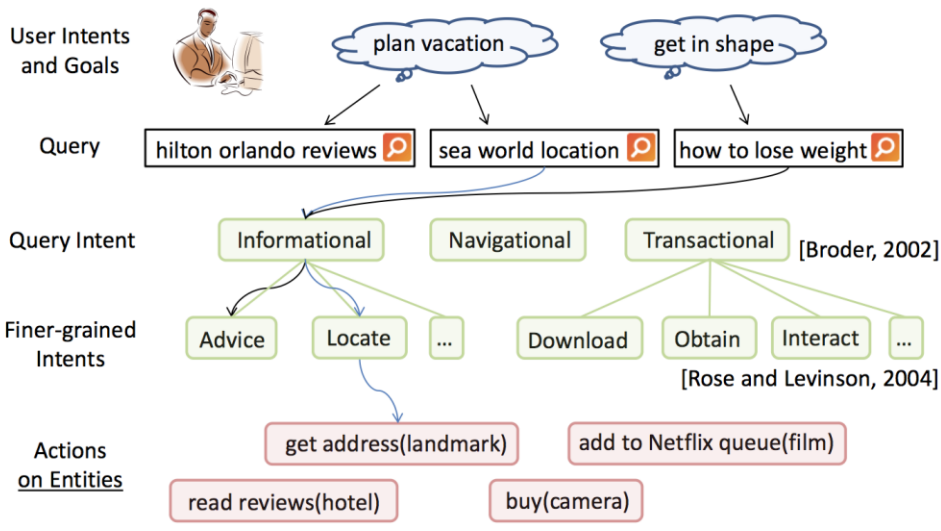 User Intents
and Goals
plan vacation
get in shape
Query
hilton orlando reviews
sea world location
how to lose weight
Query Intent
Informational
Navigational
Transactional
[Broder, 2002]
Finer-grained
Intents
Advice
Locate
...
Download
Obtain
Interact
...
[Rose and Levinson, 2004]
Actions
on Entities
get address(landmark)
add to Netflix queue(film)
read reviews(hotel)
buy(camera)